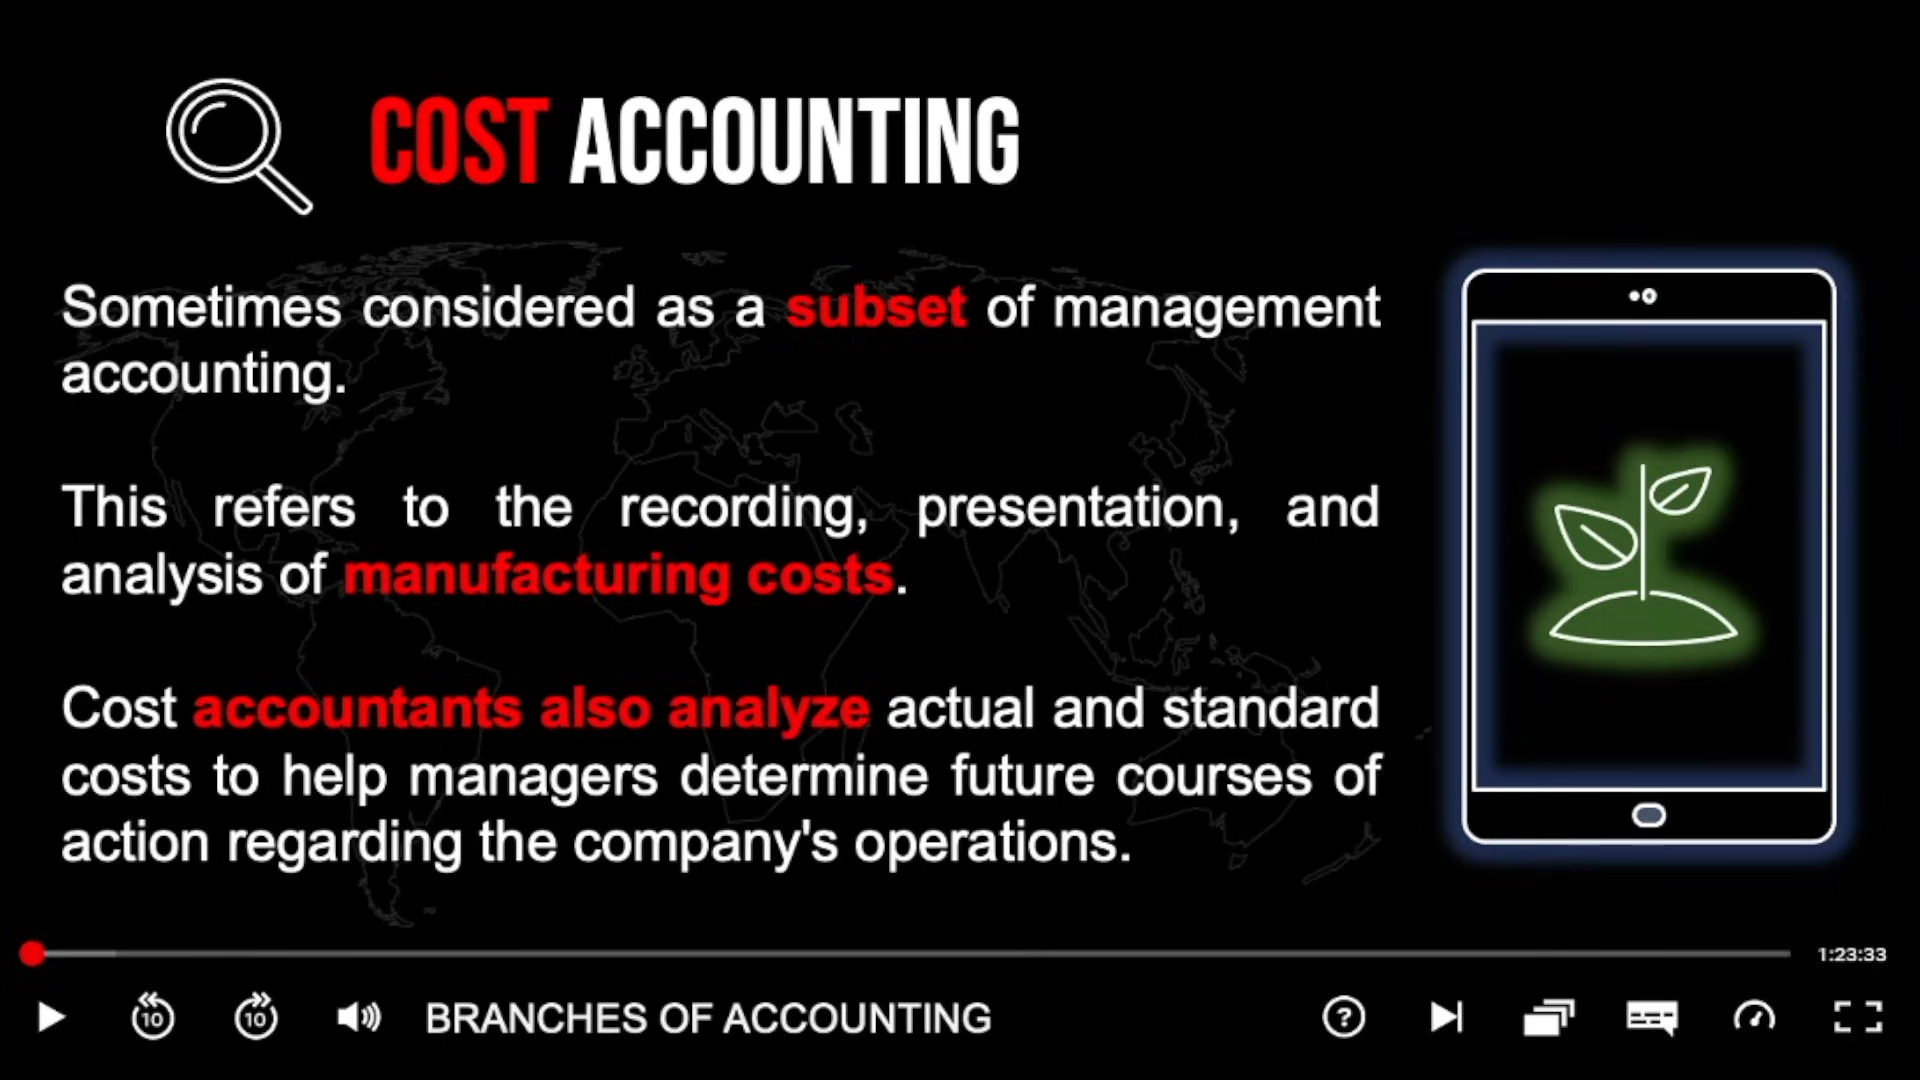 COST ACCOUNTING
Sometimes considered as a subset of management
accounting.
This refers to the recording, presentation, and
analysis of manufacturing costs.
Cost accountants also analyze actual and standard
costs to help managers determine future courses of
action regarding the company's operations.
1:23:33
10 10 BRANCHES OF ACCOUNTING ?